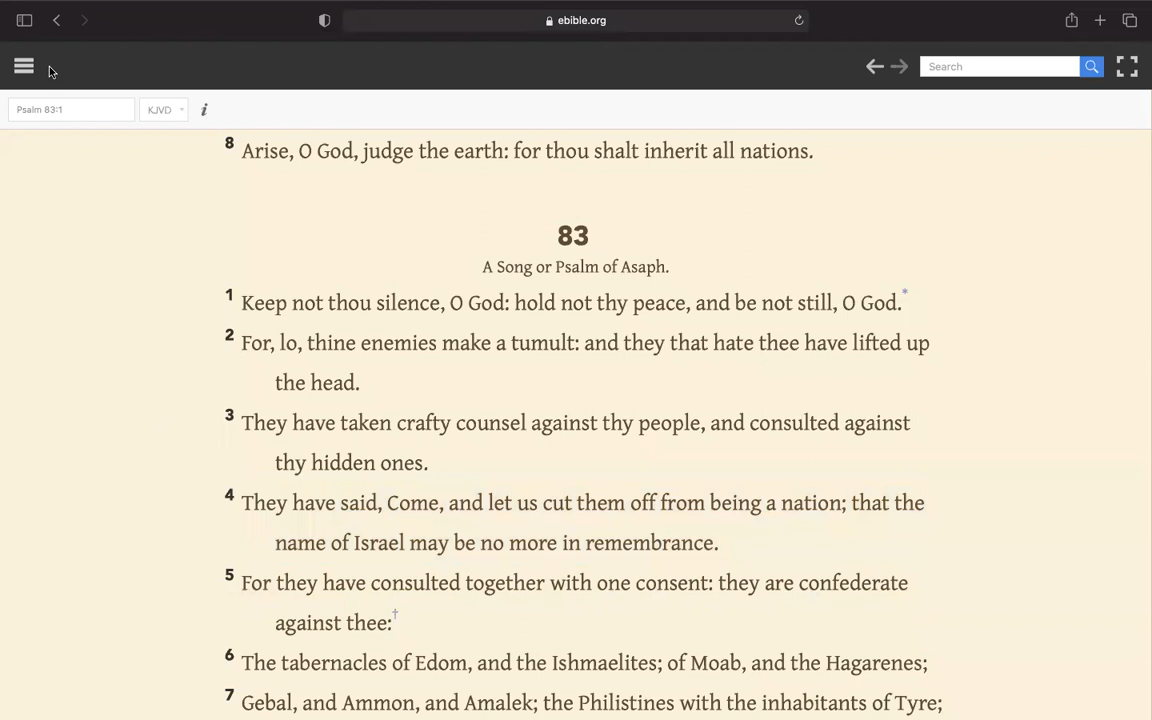 ebible.org
Search
Psalm 83:1 KJVD i
8 Arise, O God, judge the earth: for thou shalt inherit all nations.
83
A Song or Psalm of Asaph.
1 Keep not thou silence, O God: hold not thy peace, and be not still, O God.*
2 For, lo, thine enemies make a tumult: and they that hate thee have lifted up
the head.
3 They have taken crafty counsel against thy people, and consulted against
thy hidden ones.
4 They have said, Come, and let us cut them off from being a nation; that the
name of Israel may be no more in remembrance.
5 For they have consulted together with one consent: they are confederate
against thee:†
6 The tabernacles of Edom, and the Ishmaelites; of Moab, and the Hagarenes;
7 Gebal, and Ammon, and Amalek; the Philistines with the inhabitants of Tyre;